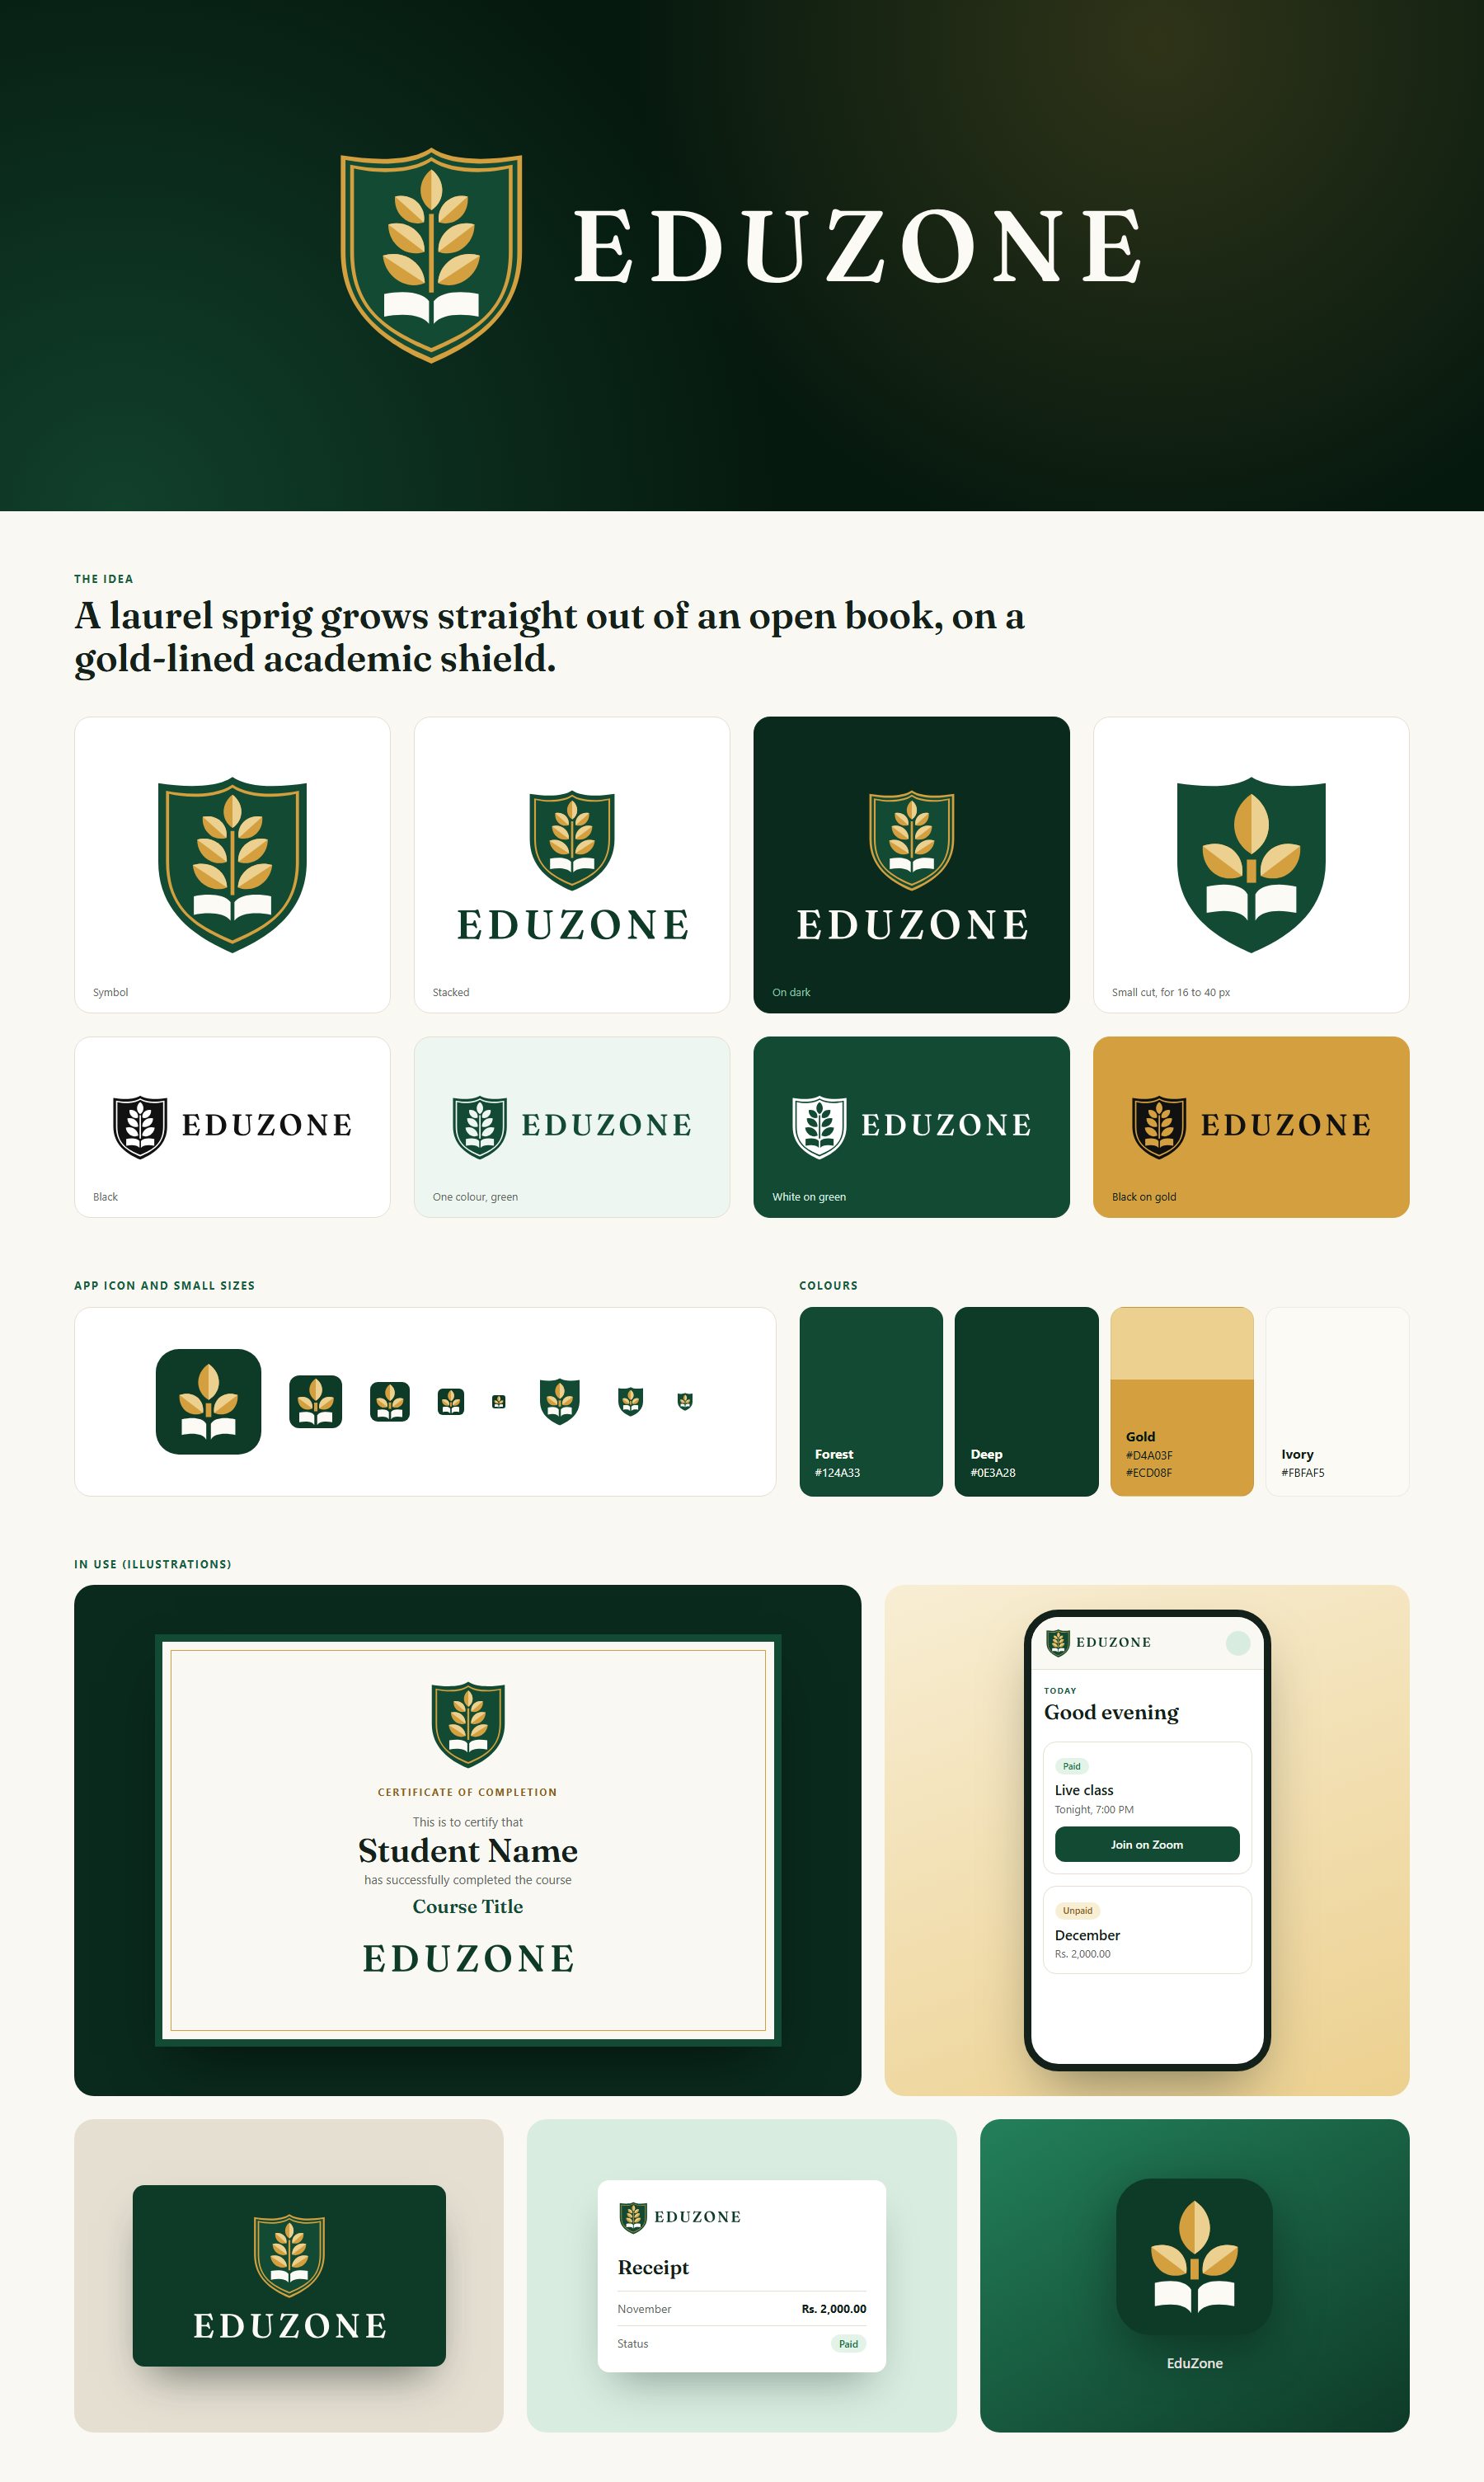 EDUZONE
THE IDEA
A laurel sprig grows straight out of an open book, on a
gold-lined academic shield.
Symbol
EDUZONE
Stacked
EDUZONE
On dark
Small cut, for 16 to 40 px
EDUZONE
Black
EDUZONE
One colour, green
EDUZONE
White on green
EDUZONE
Black on gold
APP ICON AND SMALL SIZES
COLOURS
Forest
#124A33
Deep
#0E3A28
Gold
#D4A03F
#ECD08F
Ivory
#FBFAF5
IN USE (ILLUSTRATIONS)
CERTIFICATE OF COMPLETION
This is to certify that
Student Name
has successfully completed the course
Course Title
EDUZONE
EDUZONE
TODAY
Good evening
Paid
Live class
Tonight, 7:00 PM
Join on Zoom
Unpaid
December
Rs. 2,000.00
EDUZONE
EDUZONE
Receipt
November Rs. 2,000.00
Status Paid
EduZone